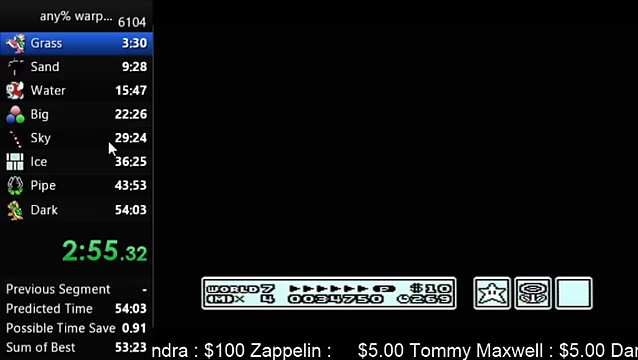 any% warp... 6104
Grass 3:30
Sand 9:28
Water 15:47
Big 22:26
Sky 29:24
Ice 36:25
Pipe 43:53
Dark 54:03
2:55.32
Previous Segment -
Predicted Time 54:03
Possible Time Save 0.91
Sum of Best 53:23
WORLD 7 P $10
(M)x 4 0034750 269
ndra : $100 Zappelin : $5.00 Tommy Maxwell : $5.00 Dar